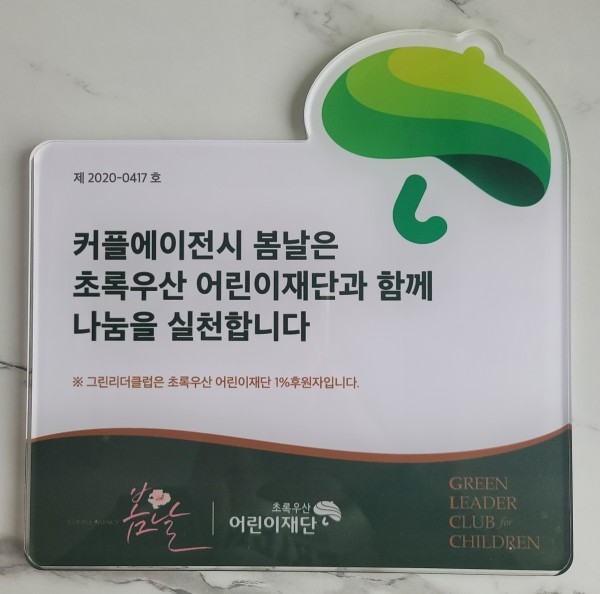 제 2020-0417 호
커플에이전시 봄날은
초록우산 어린이재단과 함께
나눔을 실천합니다
※ 그린리더클럽은 초록우산 어린이재단 1%후원자입니다.
봄날
초록우산
어린이재단
GREEN
LEADER
CLUB for
CHILDREN